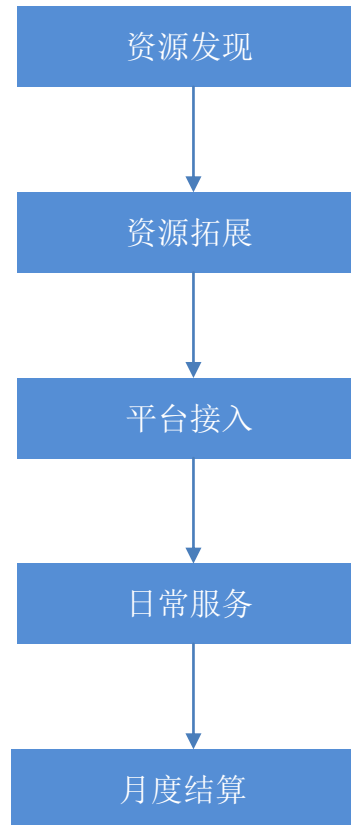 资源发现
资源拓展
平台接入
日常服务
月度结算